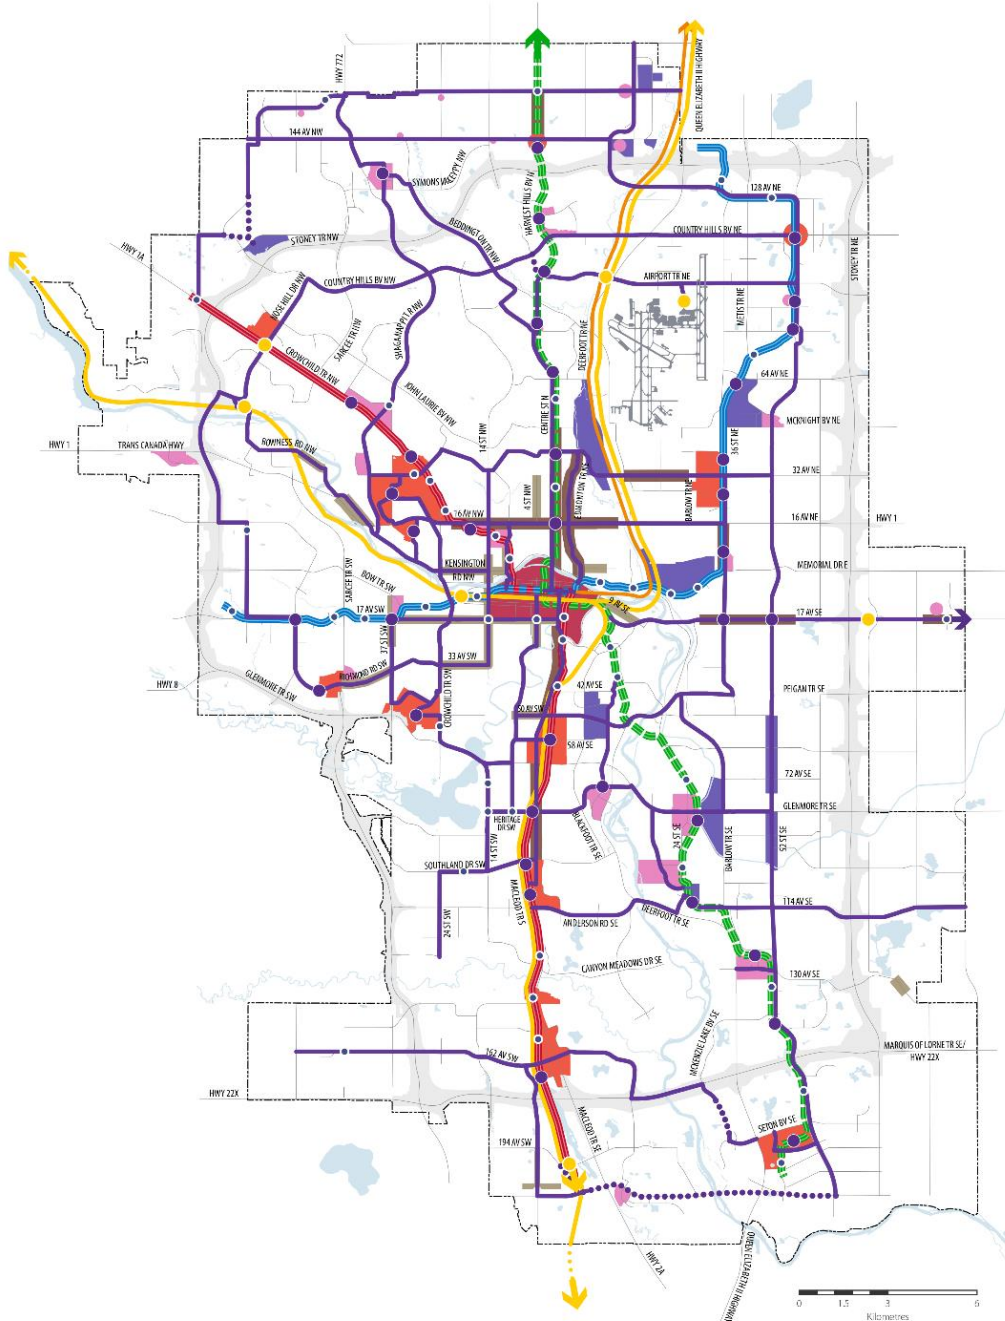 QUEEN ELIZABETH II HIGHWAY
HWY 772
144 AV NW
128 AV NE
HARVEST HILLS BV N
STONEY TR NE
BEDDINGTON TR NW
COUNTRY HILLS BV NE
STONEY TR NW
HWY 1A
AIRPORT TR NE
COUNTRY HILLS BV NW
NOSE HILL DR NW
METIS TR NE
SARCEE TR NW
SHAGANAPPI TR NW
DEERFOOT TR NE
CROWCHILD TR NW
64 AV NE
JOHN LAURIE BV NW
CENTRE ST N
MCKNIGHT BV NE
14 ST NW
36 ST NE
HWY 1
TRANS CANADA HWY
BOWNESS RD NW
32 AV NE
EDMONTON TR NE
BARLOW TR NE
4 ST NW
16 AV NW
16 AV NE
HWY 1
KENSINGTON
RD NW
MEMORIAL DR E
SARCEE TR SW
BOW TR SW
17 AV SW
9 AV SE
17 AV SE
37 ST SW
33 AV SW
RICHMOND RD SW
GLENMORE TR SW
HWY 8
CROWCHILD TR SW
42 AV SE
PEIGAN TR SE
50 AV SW
58 AV SE
72 AV SE
GLENMORE TR SE
HERITAGE
DR SW
BLACKFOOT TR SE
24 ST SE
14 ST SW
BARLOW TR SE
52 ST SE
SOUTHLAND DR SW
MACLEOD TR S
24 ST SW
114 AV SE
DEERFOOT TR SE
ANDERSON RD SE
CANYON MEADOWS DR SE
130 AV SE
MCKENZIE LAKE BV SE
MARQUIS OF LORNE TR SE/
HWY 22X
162 AV SW
HWY 22X
MACLEOD TR SE
SETON BV SE
194 AV SW
HWY 2A
QUEEN ELIZABETH II HIGHWAY
0 1.5 3 6
Kilometres